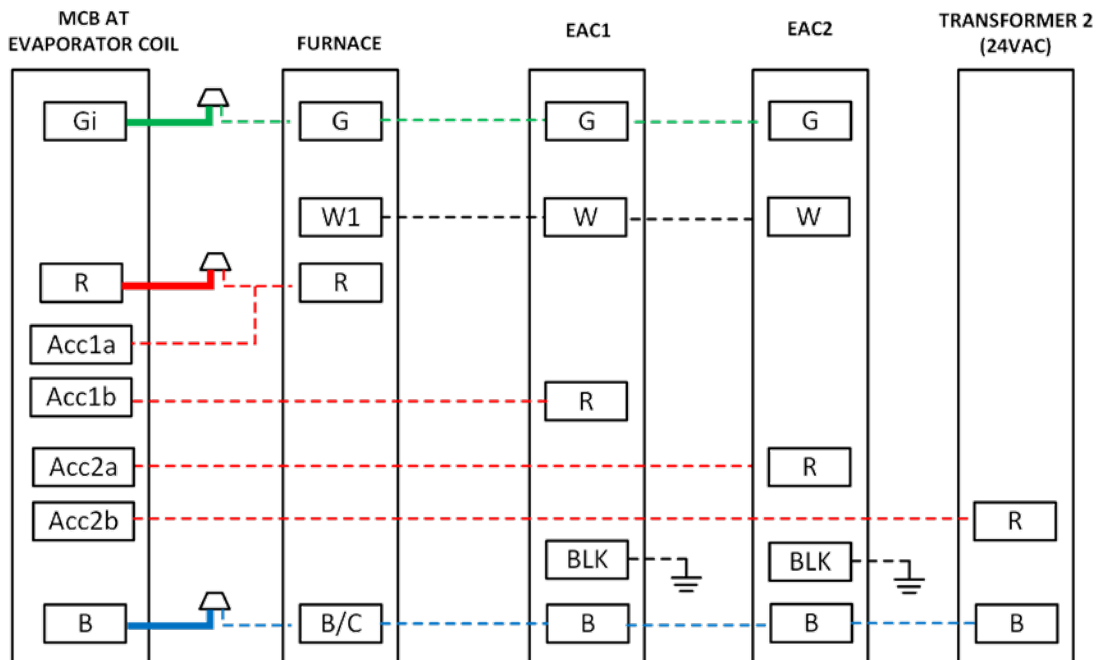 MCB AT
EVAPORATOR COIL
FURNACE
EAC1
EAC2
TRANSFORMER 2
(24VAC)
Gi
G
G
G
W1
W
W
R
R
Acc1a
Acc1b
R
Acc2a
R
Acc2b
R
BLK
BLK
B
B/C
B
B
B